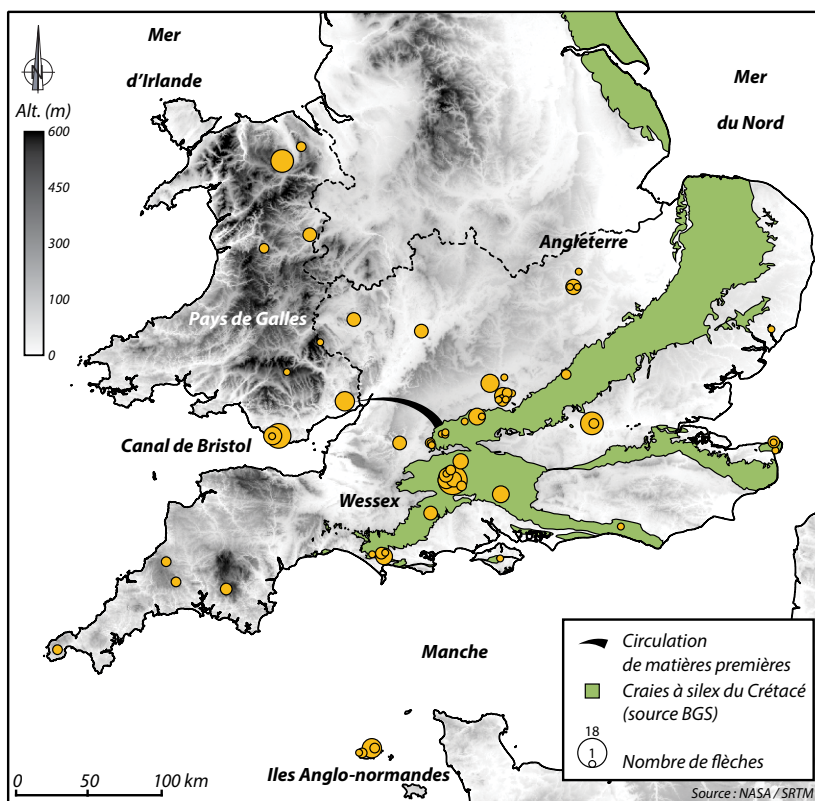 Mer
d'Irlande
N
Alt. (m)
600
450
300
100
0
Mer
du Nord
Angleterre
Pays de Galles
Canal de Bristol
Wessex
Manche
Iles Anglo-normandes
0 50 100 km
Circulation
de matières premières
Craies à silex du Crétacé
(source BGS)
18
1
Nombre de flèches
Source : NASA / SRTM